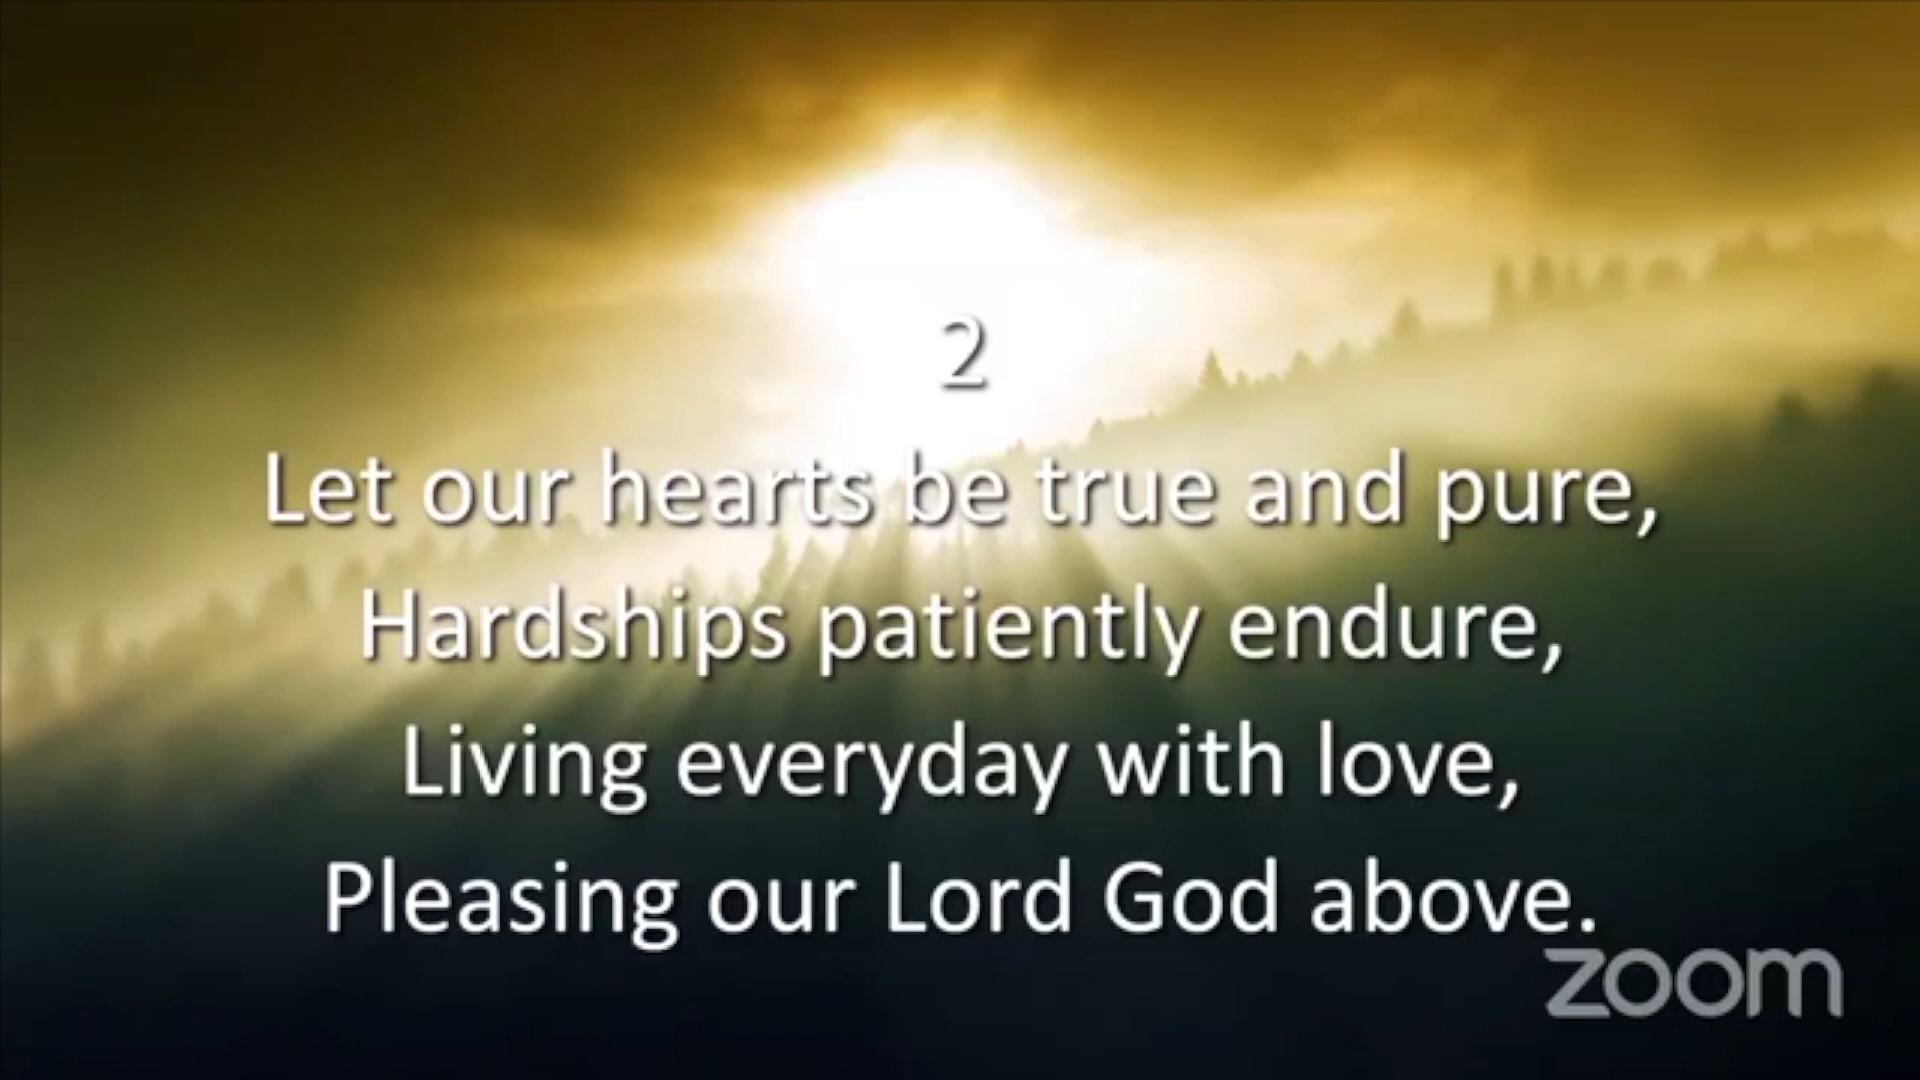 2
Let our hearts be true and pure,
Hardships patiently endure,
Living everyday with love,
Pleasing our Lord God above.
zoom